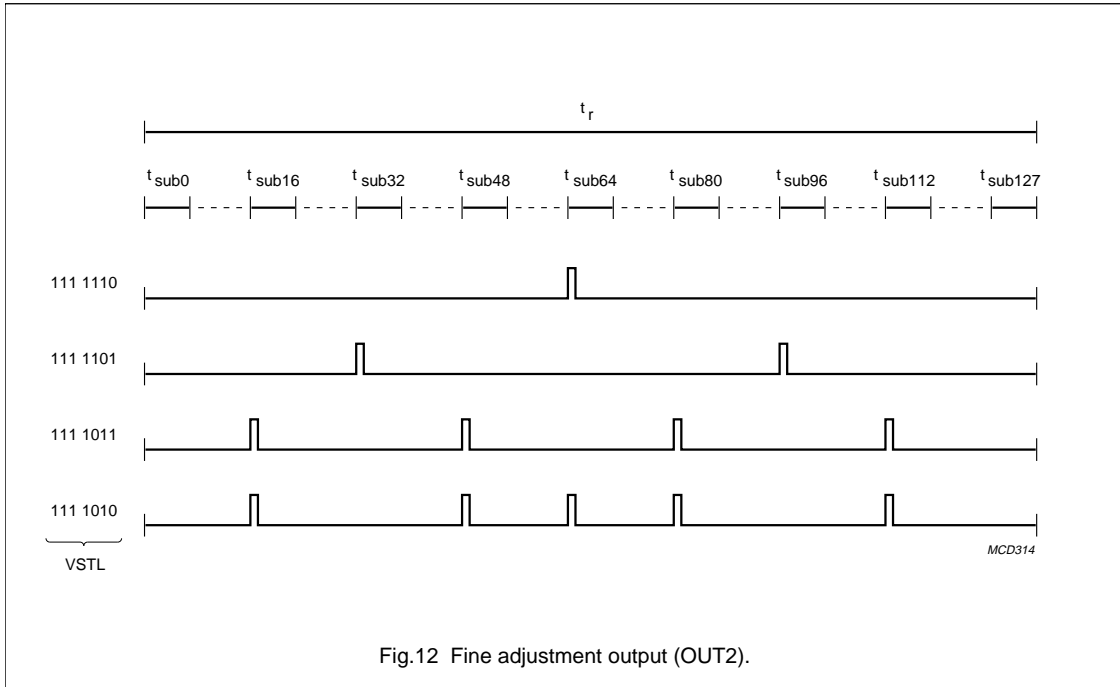 t r
t sub0 t sub16 t sub32 t sub48 t sub64 t sub80 t sub96 t sub112 t sub127
111 1110
111 1101
111 1011
111 1010
VSTL
MCD314
Fig.12 Fine adjustment output (OUT2).